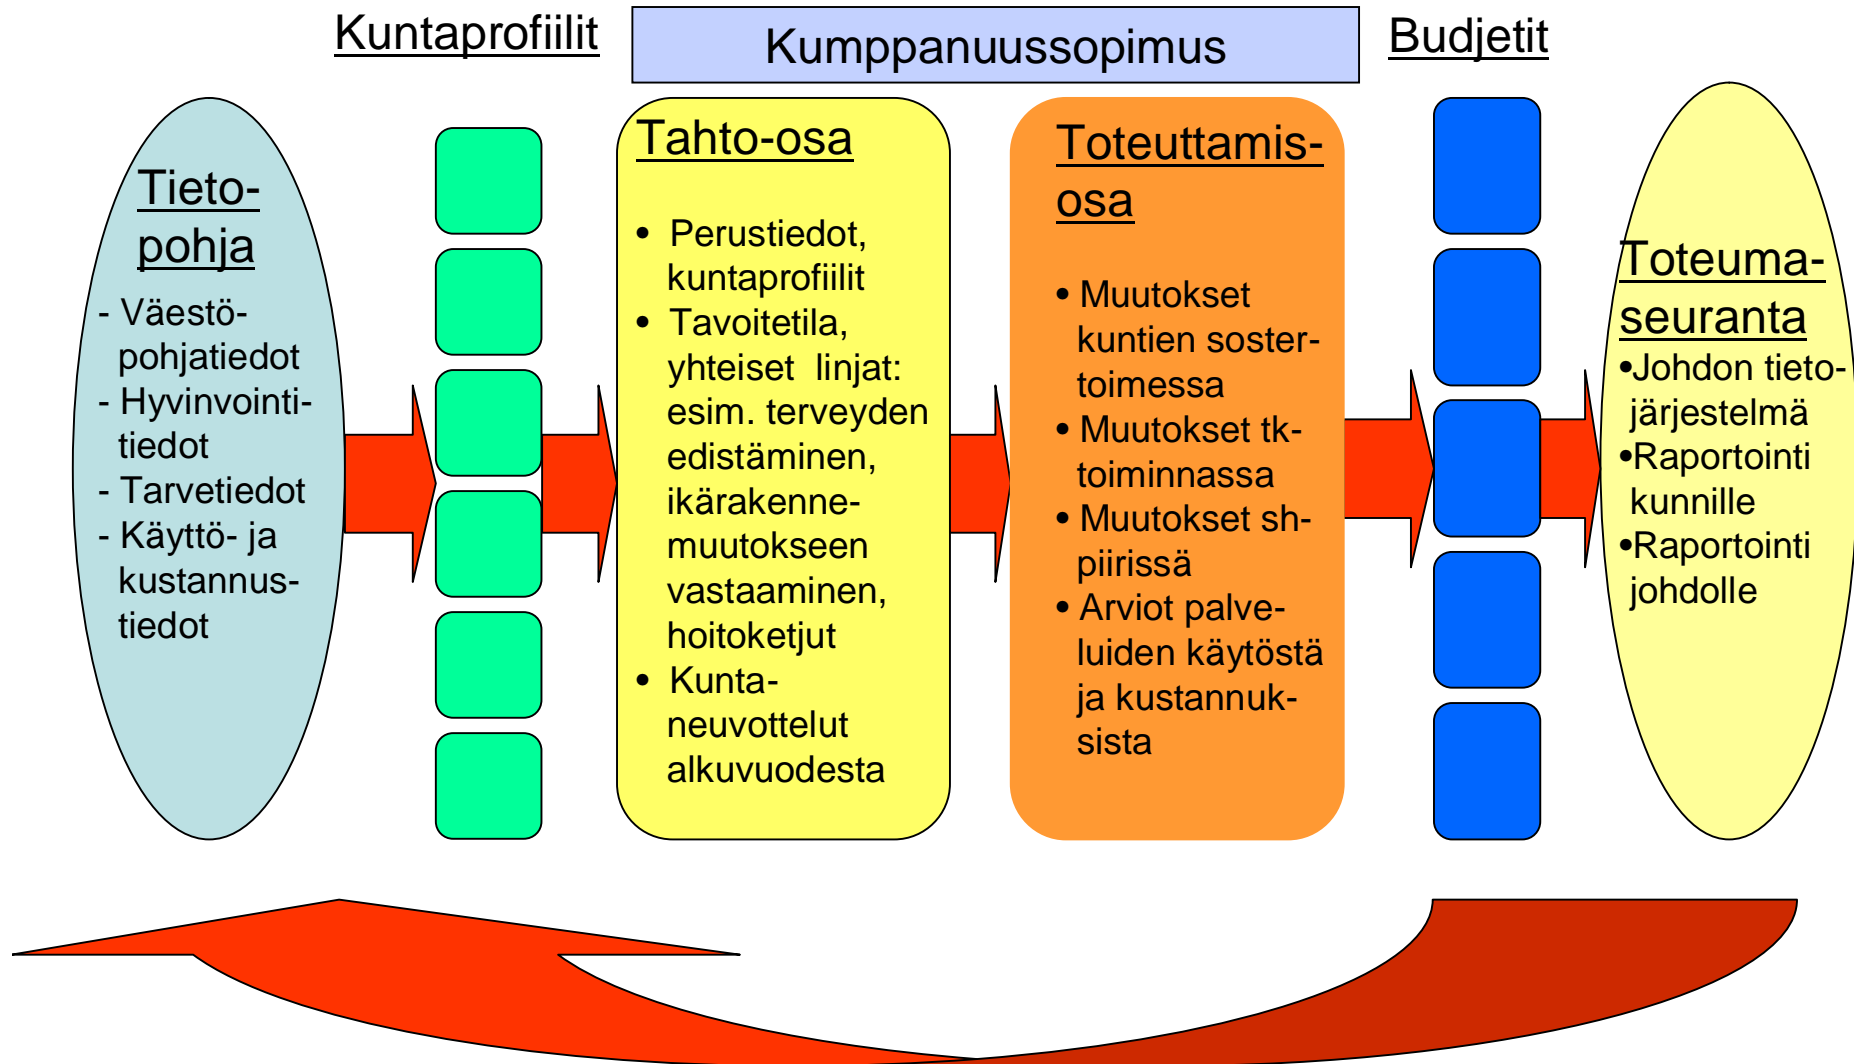 Kuntaprofiilit
Kumppanuussopimus
Budjetit
Tieto-
pohja
- Väestö-
pohjatiedot
- Hyvinvointi-
tiedot
- Tarvetiedot
- Käyttö- ja
kustannus-
tiedot
Tahto-osa
• Perustiedot,
kuntaprofiilit
• Tavoitetila,
yhteiset linjat:
esim. terveyden
edistäminen,
ikärakenne-
muutokseen
vastaaminen,
hoitoketjut
• Kunta-
neuvottelut
alkuvuodesta
Toteuttamis-
osa
• Muutokset
kuntien soster-
toimessa
• Muutokset tk-
toiminnassa
• Muutokset sh-
piirissä
• Arviot palve-
luiden käytöstä
ja kustannuk-
sista
Toteuma-
seuranta
•Johdon tieto-
järjestelmä
•Raportointi
kunnille
•Raportointi
johdolle